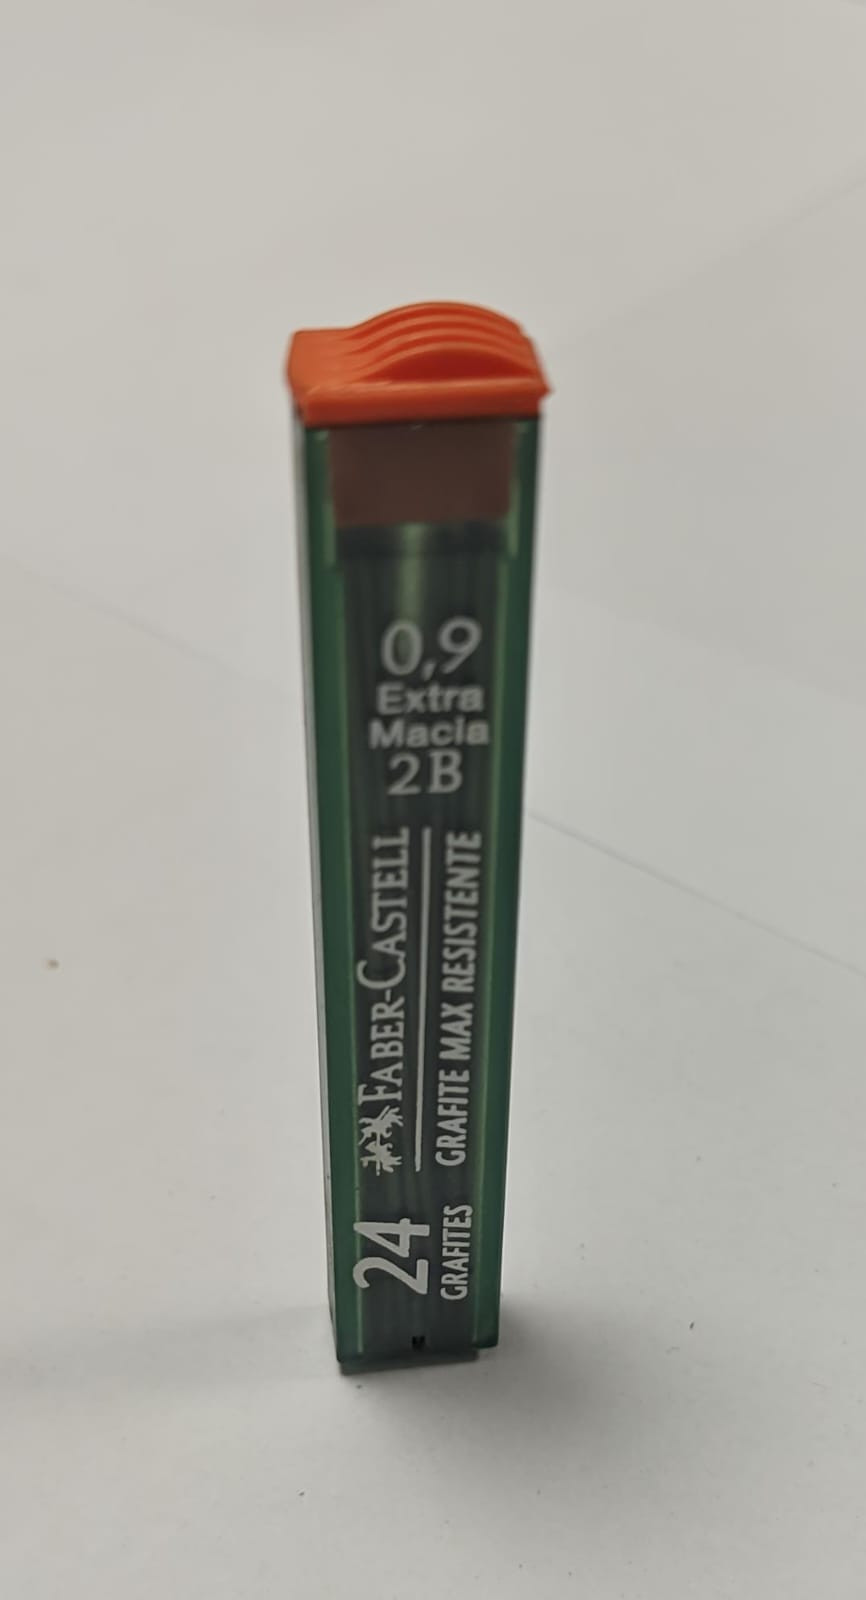 0,9
Extra
Macia
2B
FABER-CASTELL
GRAFITE MAX RESISTENTE
24
GRAFITES